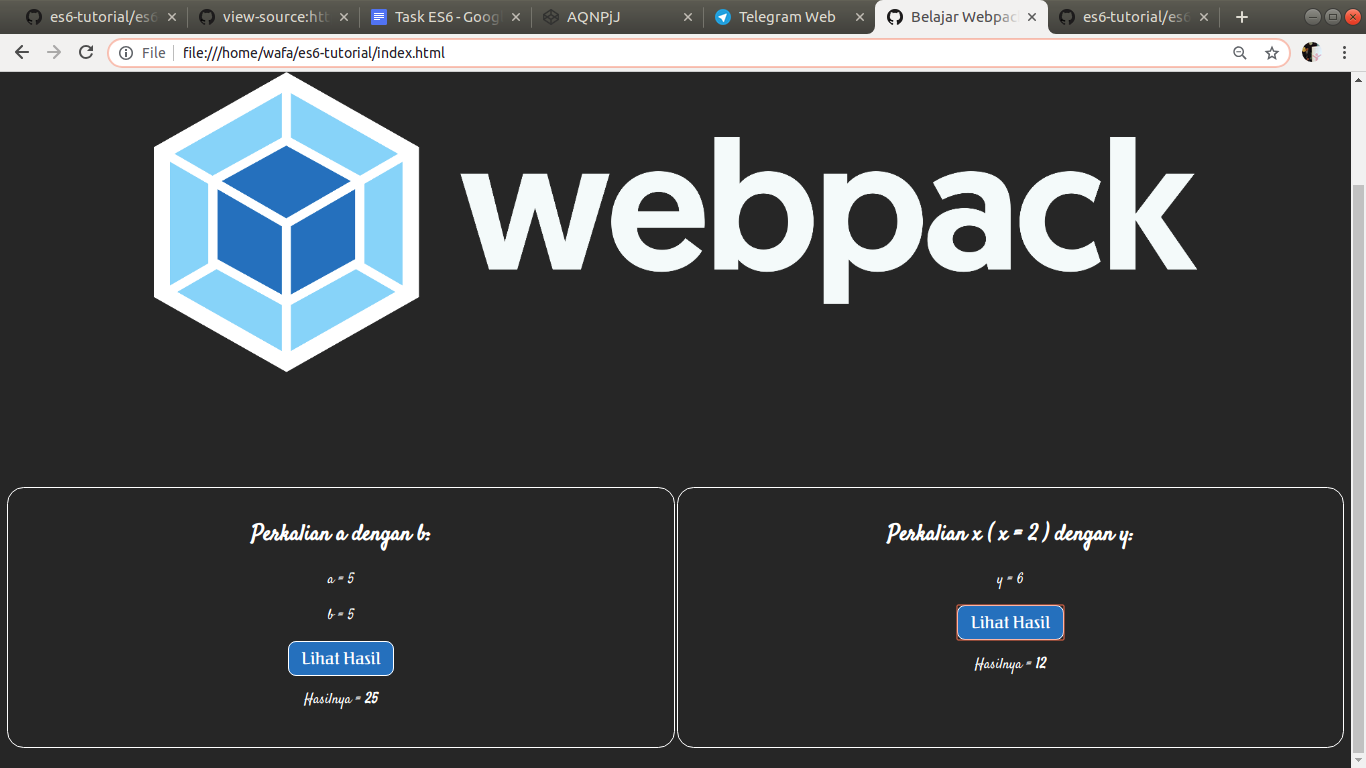 es6-tutorial/es6
view-source:htt
Task ES6 - Goog
AQNPjJ
Telegram Web
Belajar Webpac
es6-tutorial/es6
File
file:///home/wafa/es6-tutorial/index.html
webpack
Perkalian a dengan b:
a = 5
b = 5
Lihat Hasil
Hasilnya = 25
Perkalian x ( x = 2 ) dengan y:
y = 6
Lihat Hasil
Hasilnya = 12